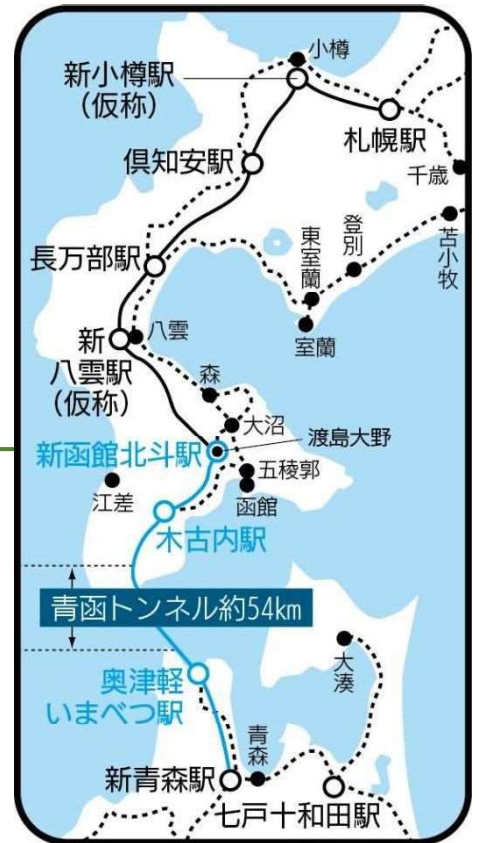 小樽
新小樽駅
(仮称)
札幌駅
倶知安駅
千歳
登別
東室蘭
苫小牧
長万部駅
室蘭
八雲
新
八雲駅
(仮称)
森
大沼
渡島大野
新函館北斗駅
五稜郭
江差
函館
木古内駅
青函トンネル約54km
大湊
奥津軽
いまべつ駅
青森
新青森駅
七戸十和田駅